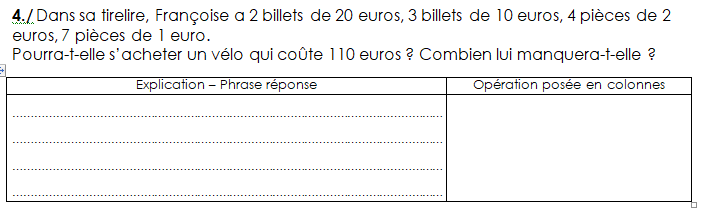 4./ Dans sa tirelire, Françoise a 2 billets de 20 euros, 3 billets de 10 euros, 4 pièces de 2
euros, 7 pièces de 1 euro.
Pourra-t-elle s'acheter un vélo qui coûte 110 euros ? Combien lui manquera-t-elle ?
Explication – Phrase réponse
Opération posée en colonnes